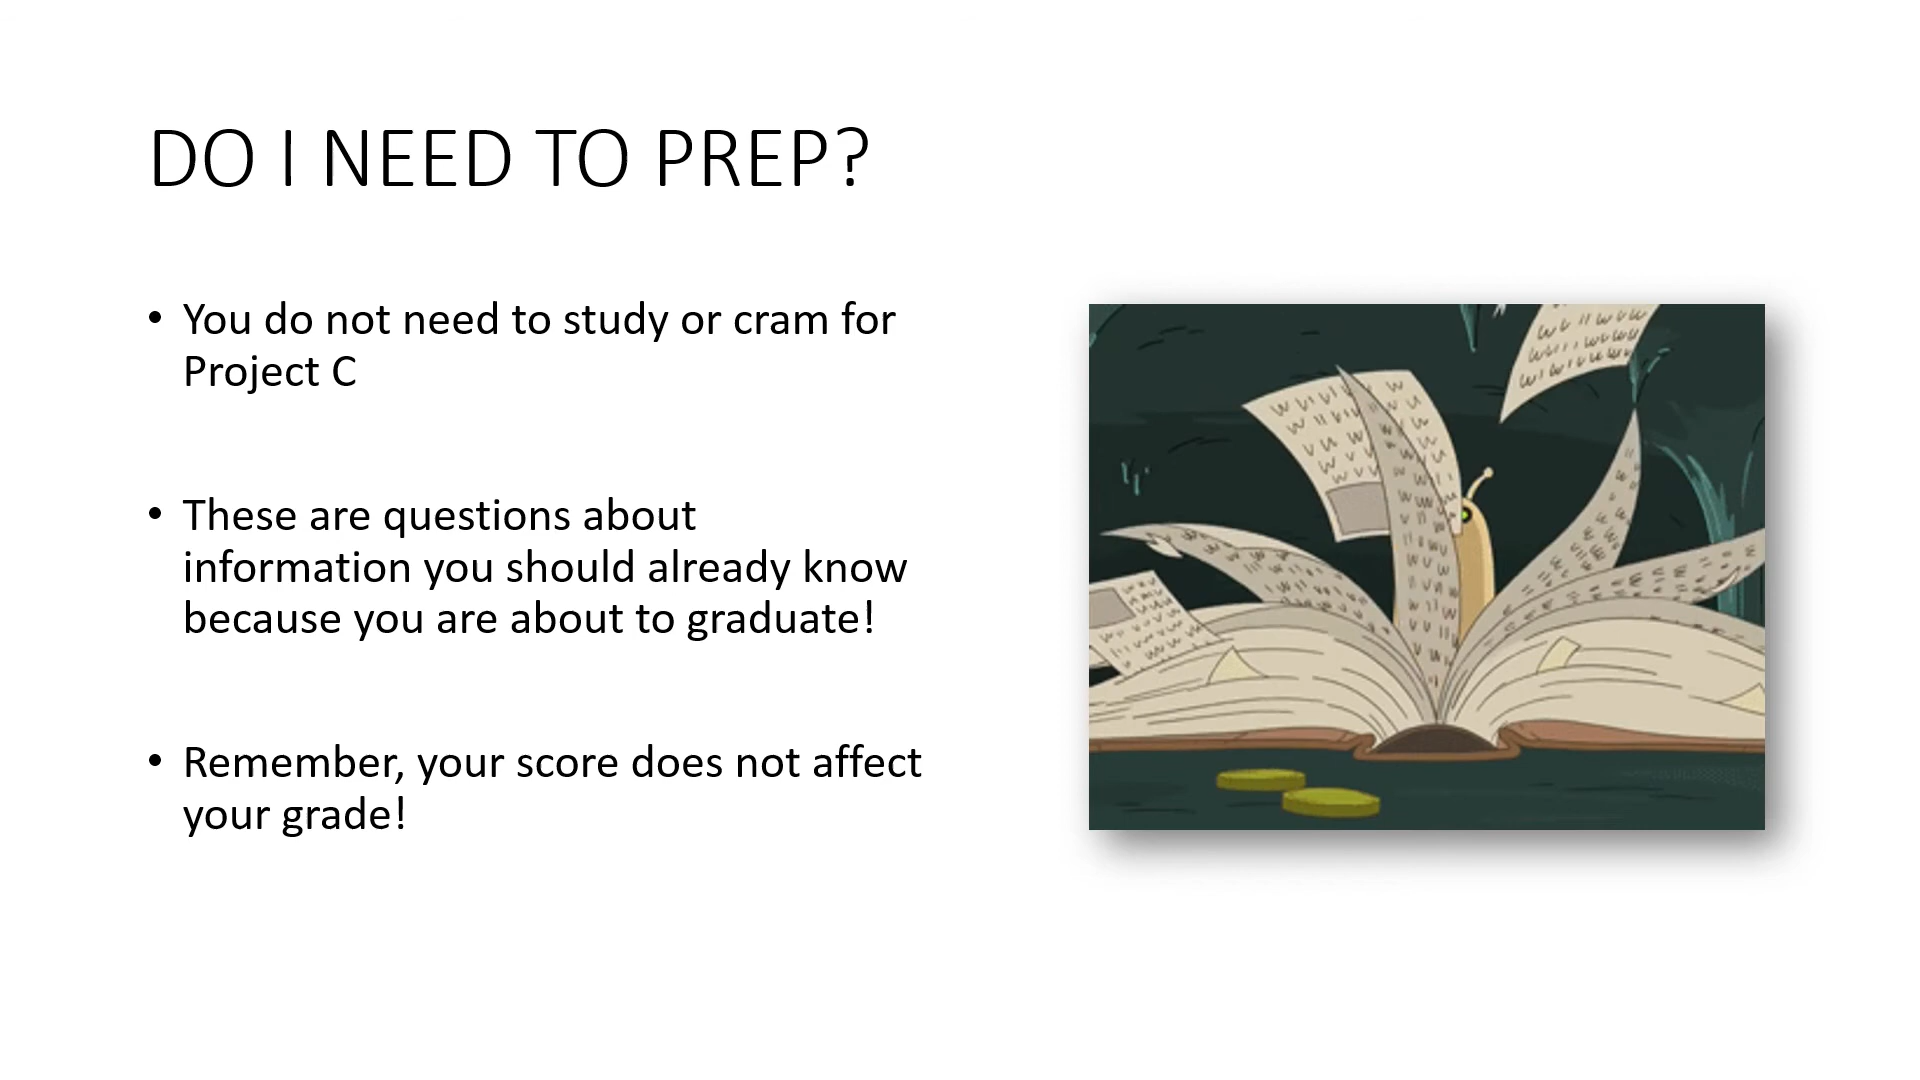 DO I NEED TO PREP?
• You do not need to study or cram for
Project C
• These are questions about
information you should already know
because you are about to graduate!
• Remember, your score does not affect
your grade!